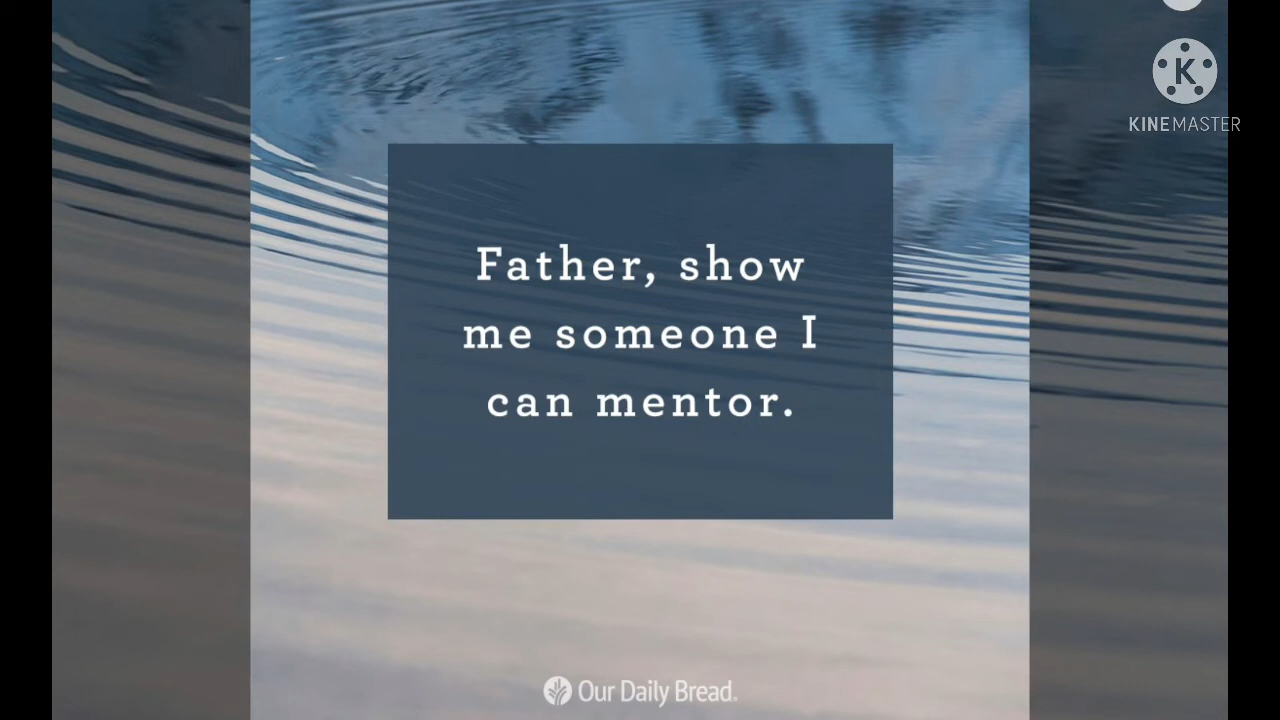 K
KINEMASTER
Father, show
me someone I
can mentor.
Our Daily Bread